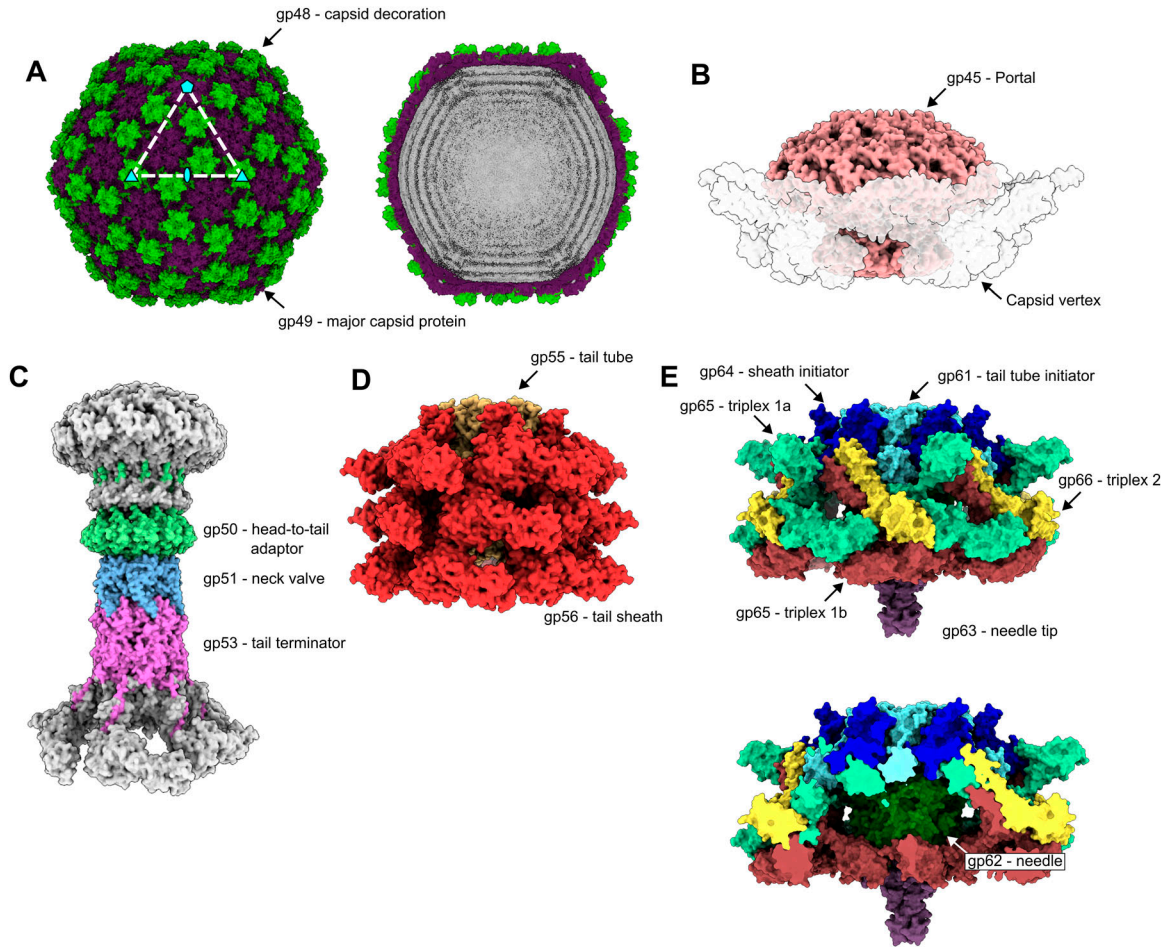 A
gp48 - capsid decoration
gp49 - major capsid protein
B
gp45 - Portal
Capsid vertex
C
gp50 - head-to-tail
adaptor
gp51 - neck valve
gp53 - tail terminator
D
gp55 - tail tube
gp56 - tail sheath
E
gp64 - sheath initiator
gp61 - tail tube initiator
gp65 - triplex 1a
gp66 - triplex 2
gp65 - triplex 1b
gp63 - needle tip
gp62 - needle